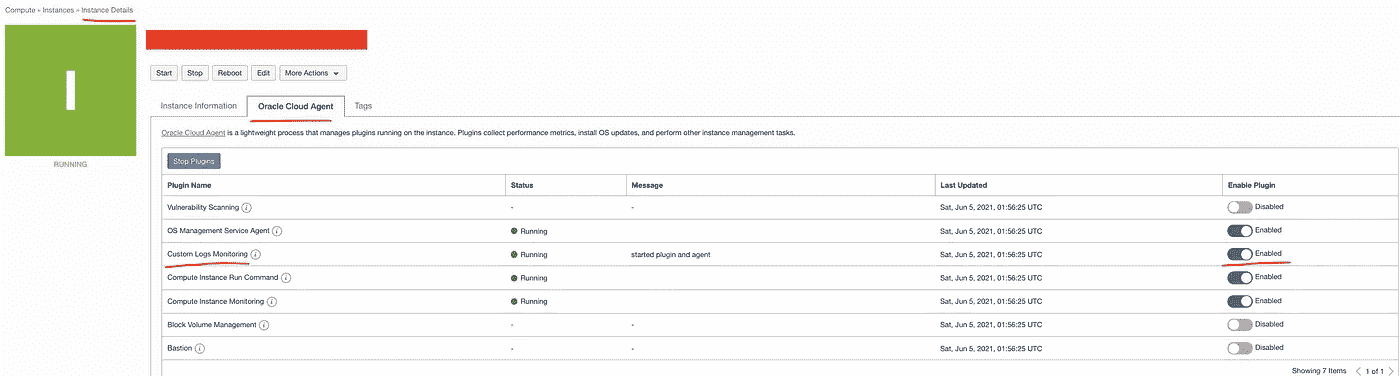 Compute » Instances » Instance Details
I
RUNNING
Start Stop Reboot Edit More Actions
Instance Information Oracle Cloud Agent Tags
Oracle Cloud Agent is a lightweight process that manages plugins running on the instance. Plugins collect performance metrics, install OS updates, and perform other instance management tasks.
Stop Plugins
Plugin Name Status Message Last Updated Enable Plugin
Vulnerability Scanning - - Sat, Jun 5, 2021, 01:56:25 UTC Disabled
OS Management Service Agent Running Sat, Jun 5, 2021, 01:56:25 UTC Enabled
Custom Logs Monitoring Running started plugin and agent Sat, Jun 5, 2021, 01:56:25 UTC Enabled
Compute Instance Run Command Running Sat, Jun 5, 2021, 01:56:25 UTC Enabled
Compute Instance Monitoring Running Sat, Jun 5, 2021, 01:56:25 UTC Enabled
Block Volume Management - - Sat, Jun 5, 2021, 01:56:25 UTC Disabled
Bastion - - Sat, Jun 5, 2021, 01:56:25 UTC Disabled
Showing 7 Items < 1 of 1 >